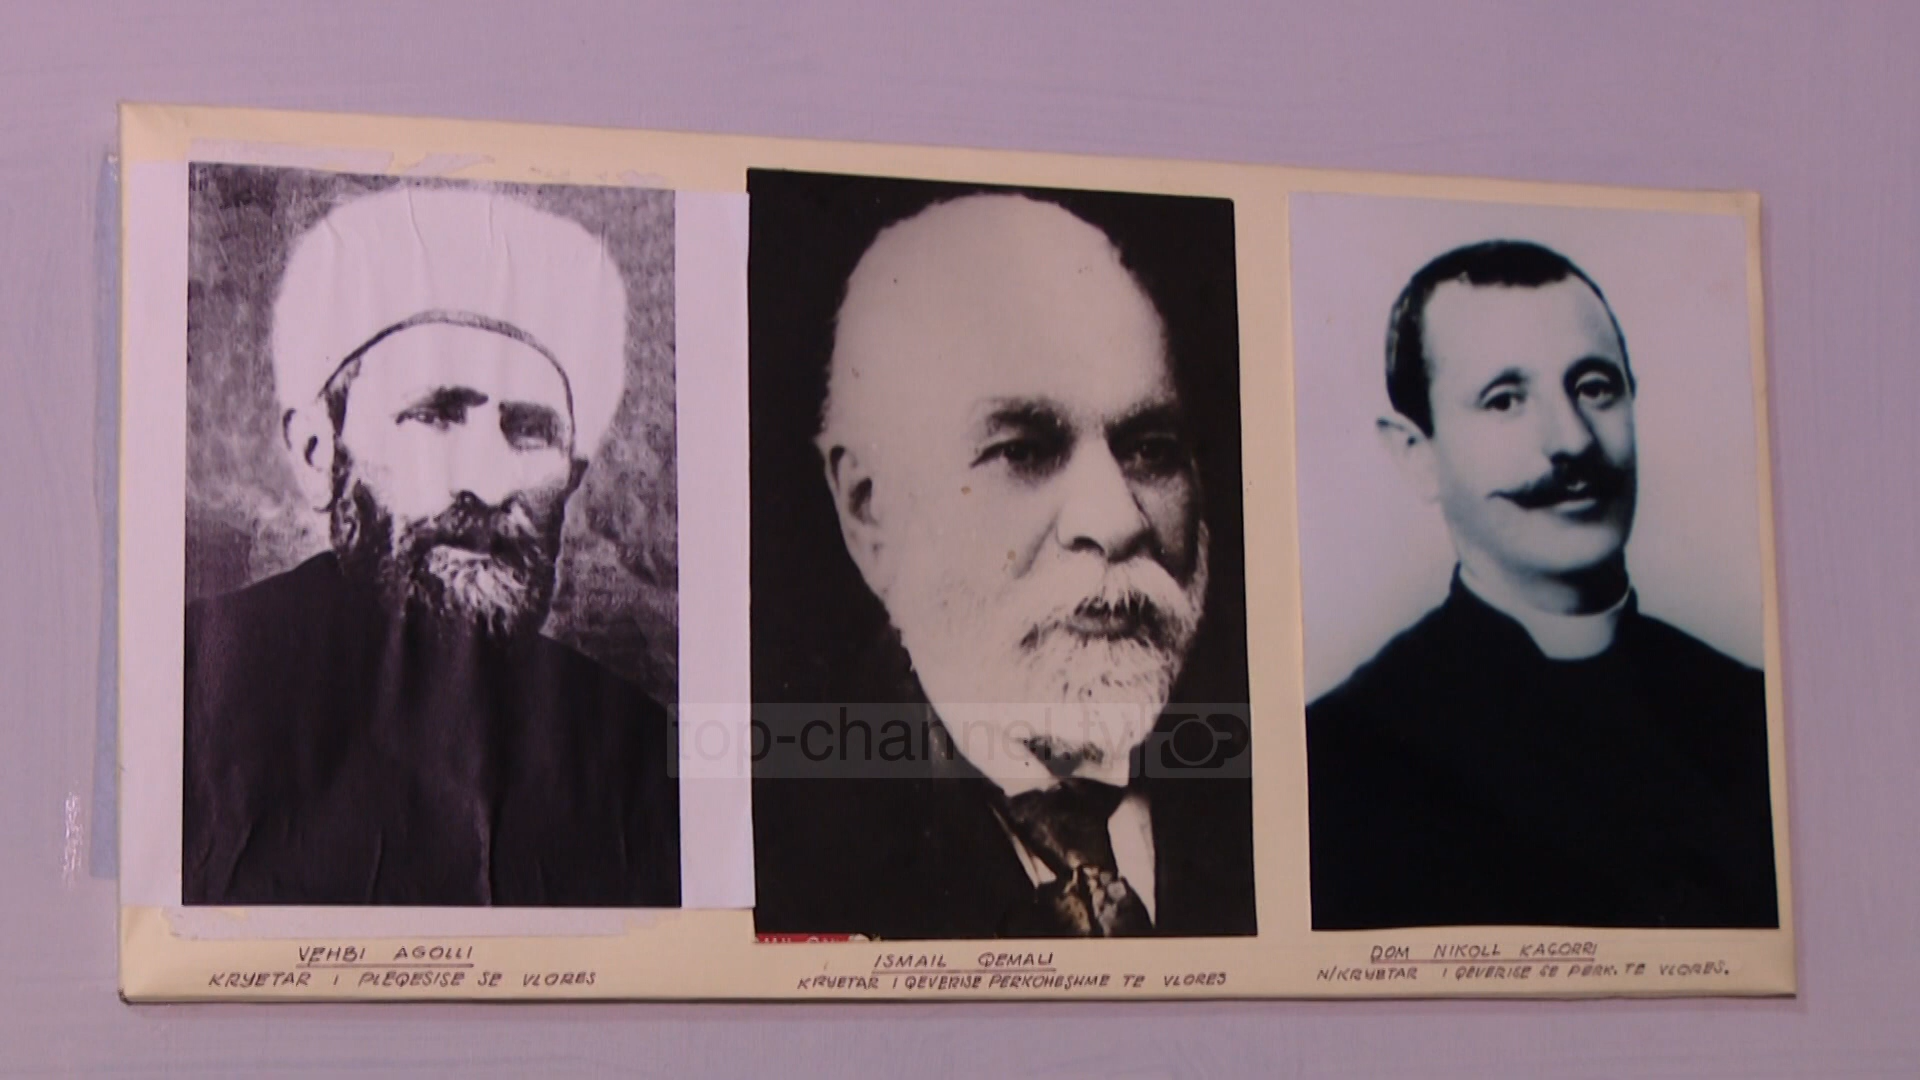 VEHBI AGOLLI
KRYETAR I PLEQESISE SE VLORES
ISMAIL QEMALI
KRYETAR I QEVERISE PERKOHESHME TE VLORES
DOM NIKOLL KAÇORRI
N/KRYETAR I QEVERISE SE PERK. TE VLORES.
top-channel.tv